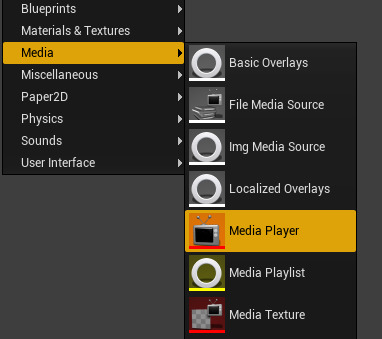 Blueprints
Materials & Textures
Media
Miscellaneous
Paper2D
Physics
Sounds
User Interface
Basic Overlays
File Media Source
Img Media Source
Localized Overlays
Media Player
Media Playlist
Media Texture